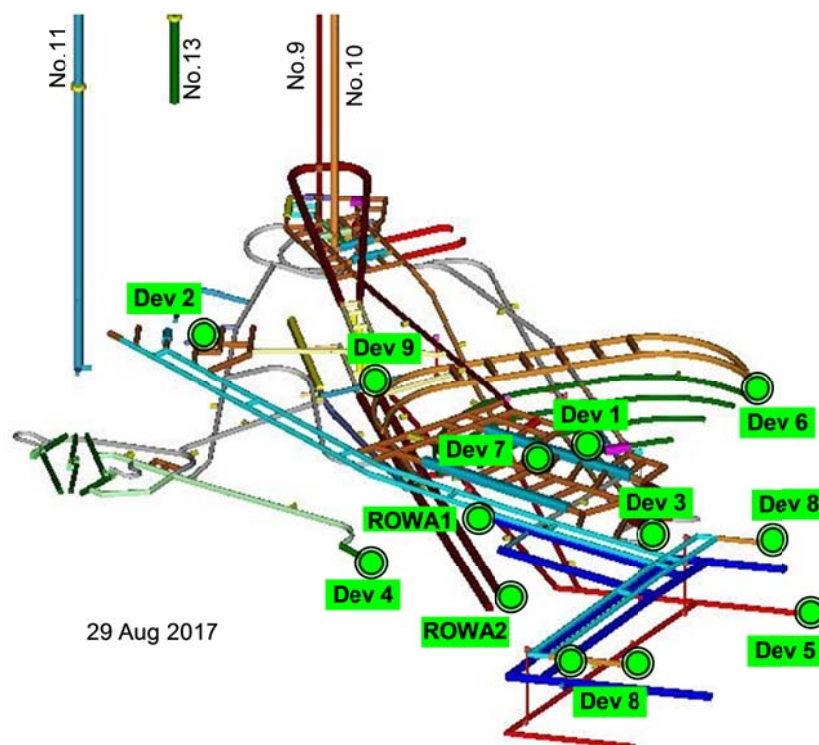 No.11
No.13
No.9
No.10
Dev 2
Dev 9
Dev 1
Dev 6
Dev 7
Dev 3
Dev 8
ROWA1
Dev 4
ROWA2
29 Aug 2017
Dev 5
Dev 8